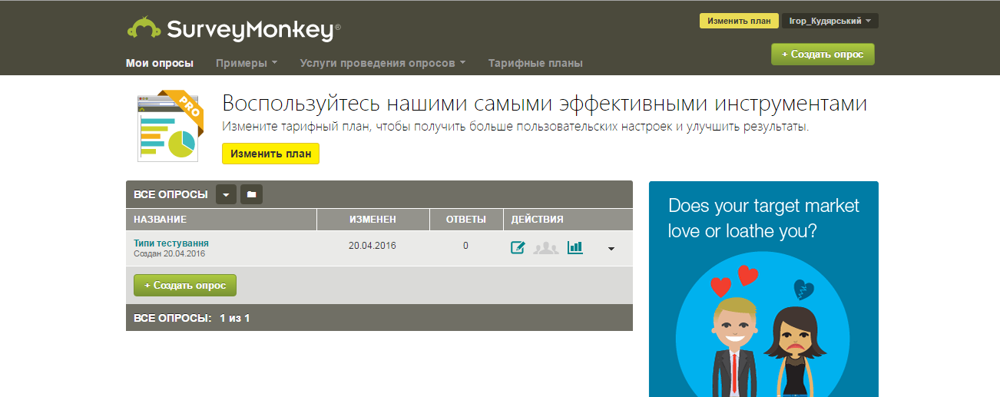 SurveyMonkey®
Изменить план
Ігор_Кудярський
Мои опросы
Примеры
Услуги проведения опросов
Тарифные планы
+ Создать опрос
PRO
Воспользуйтесь нашими самыми эффективными инструментами
Измените тарифный план, чтобы получить больше пользовательских настроек и улучшить результаты.
Изменить план
ВСЕ ОПРОСЫ
НАЗВАНИЕ
ИЗМЕНЕН
ОТВЕТЫ
ДЕЙСТВИЯ
Типи тестування
Создан 20.04.2016
20.04.2016
0
+ Создать опрос
ВСЕ ОПРОСЫ: 1 из 1
Does your target market
love or loathe you?